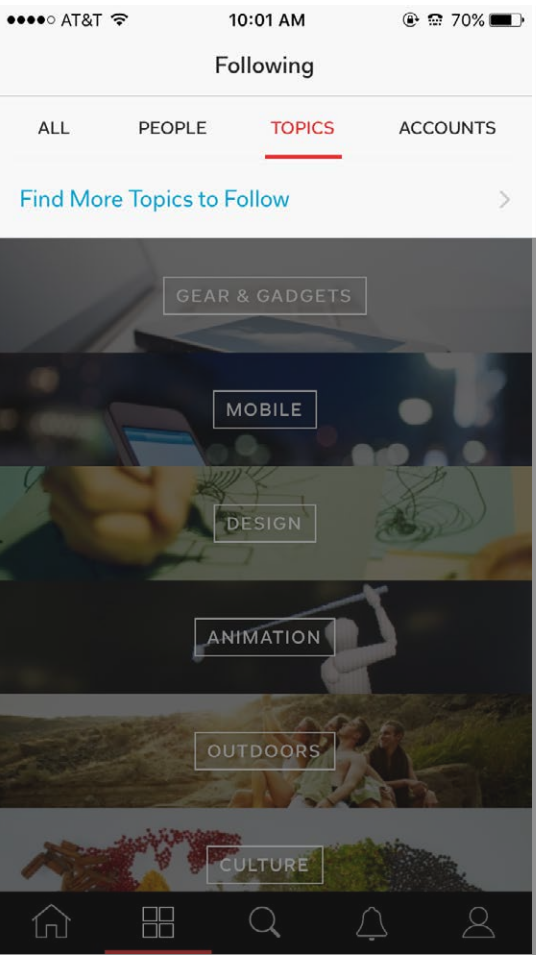 AT&T 10:01 AM 70%
Following
ALL PEOPLE TOPICS ACCOUNTS
Find More Topics to Follow
GEAR & GADGETS
MOBILE
DESIGN
ANIMATION
OUTDOORS
CULTURE